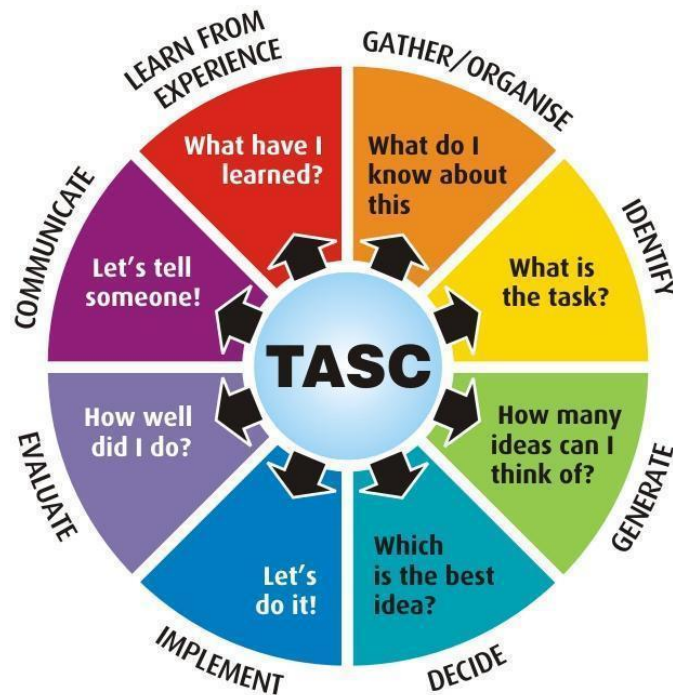 LEARN FROM
EXPERIENCE
What have I
learned?
GATHER/ORGANISE
What do I
know about
this
IDENTIFY
What is
the task?
GENERATE
How many
ideas can I
think of?
DECIDE
Which
is the best
idea?
IMPLEMENT
Let's
do it!
EVALUATE
How well
did I do?
COMMUNICATE
Let's tell
someone!
TASC